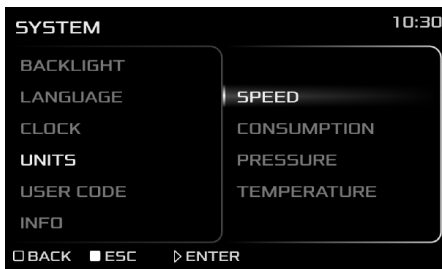 SYSTEM 10:30
BACKLIGHT
LANGUAGE
CLOCK
UNITS
USER CODE
INFO
SPEED
CONSUMPTION
PRESSURE
TEMPERATURE
BACK ESC ENTER